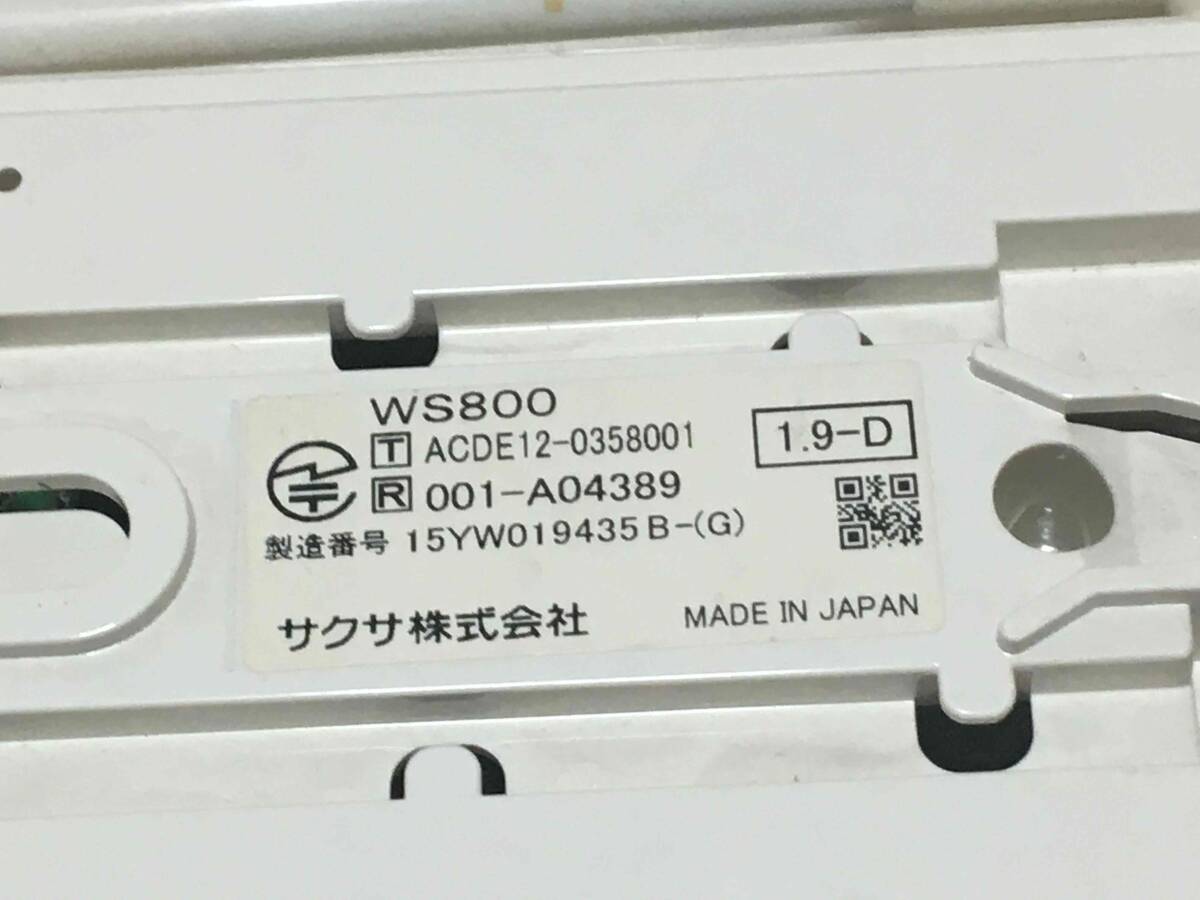 WS800
T ACDE12-0358001
1.9-D
R 001-A04389
製造番号 15YW019435B-(G)
サクサ株式会社
MADE IN JAPAN